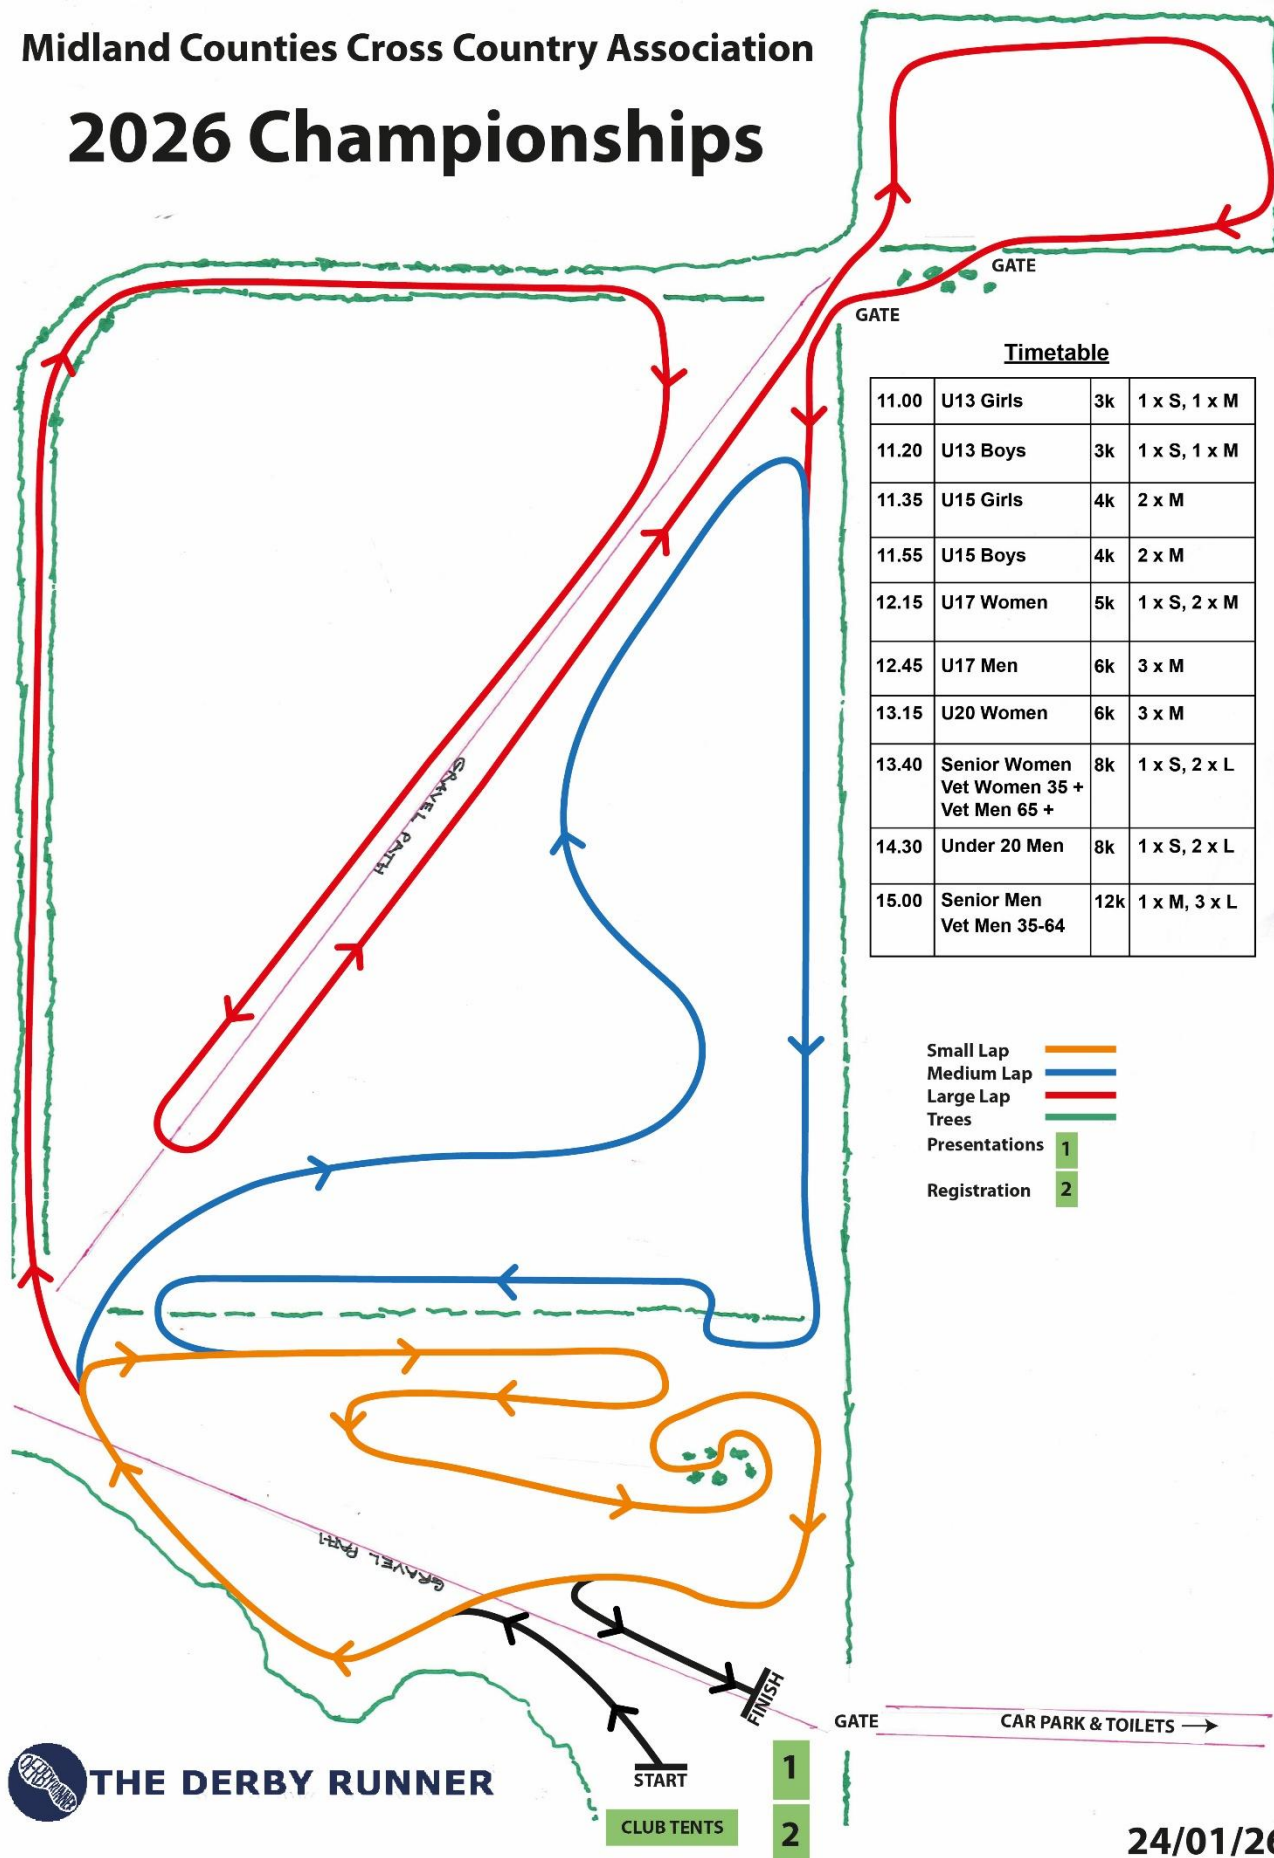 Midland Counties Cross Country Association
2026 Championships
GATE
GATE
Timetable
11.00 U13 Girls 3k 1 x S, 1 x M
11.20 U13 Boys 3k 1 x S, 1 x M
11.35 U15 Girls 4k 2 x M
11.55 U15 Boys 4k 2 x M
12.15 U17 Women 5k 1 x S, 2 x M
12.45 U17 Men 6k 3 x M
13.15 U20 Women 6k 3 x M
13.40 Senior Women 8k 1 x S, 2 x L
Vet Women 35 +
Vet Men 65 +
14.30 Under 20 Men 8k 1 x S, 2 x L
15.00 Senior Men 12k 1 x M, 3 x L
Vet Men 35-64
GRAVEL PATH
Small Lap
Medium Lap
Large Lap
Trees
Presentations 1
Registration 2
GRAVEL PATH
FINISH
GATE
CAR PARK & TOILETS →
START
1
CLUB TENTS
2
DERBY RUNNER
THE DERBY RUNNER
24/01/26